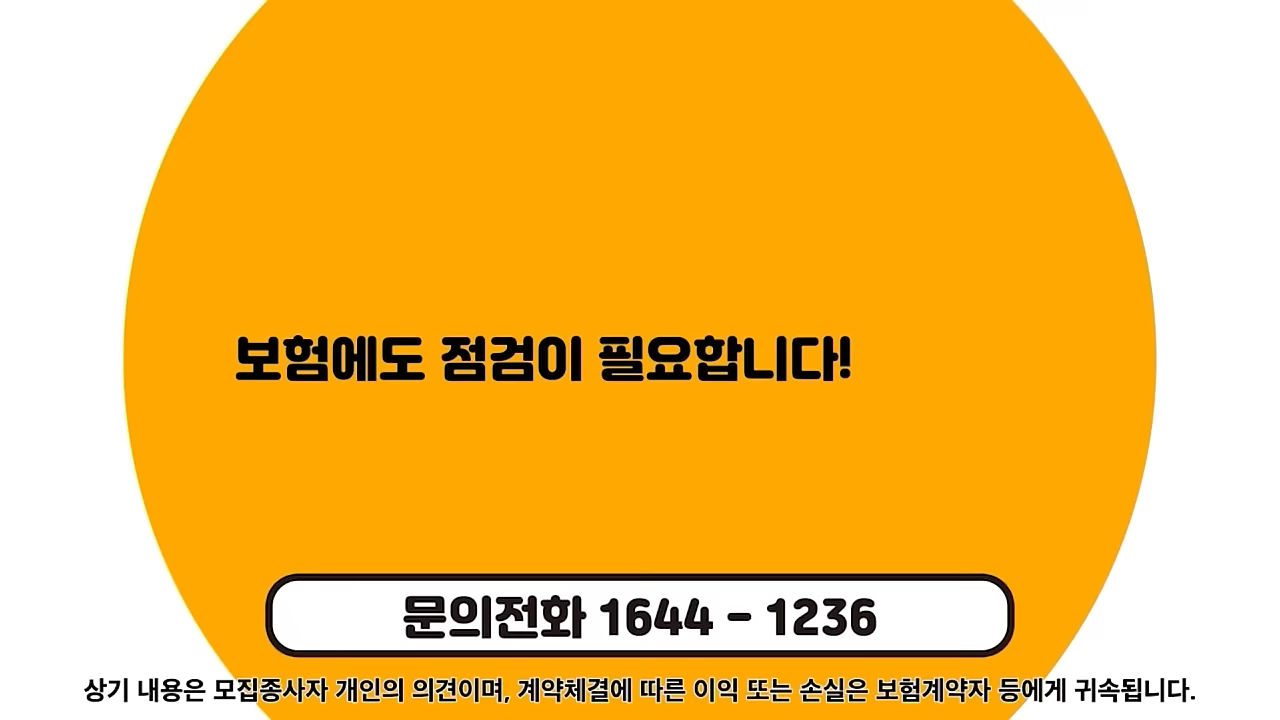 보험에도 점검이 필요합니다!
문의전화 1644 - 1236
상기 내용은 모집종사자 개인의 의견이며, 계약체결에 따른 이익 또는 손실은 보험계약자 등에게 귀속됩니다.